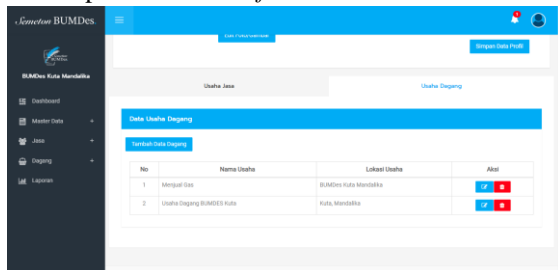 Semeton BUMDes.
Simpan Data Profil
BUMDes Kuta Mandalika
Usaha Jasa
Usaha Dagang
Dashboard
Master Data +
Jasa +
Dagang +
Laporan
Data Usaha Dagang
Tambah Data Dagang
No Nama Usaha Lokasi Usaha Aksi
1 Menjual Gas BUMDes Kuta Mandalika
2 Usaha Dagang BUMDES Kuta Kuta, Mandalika